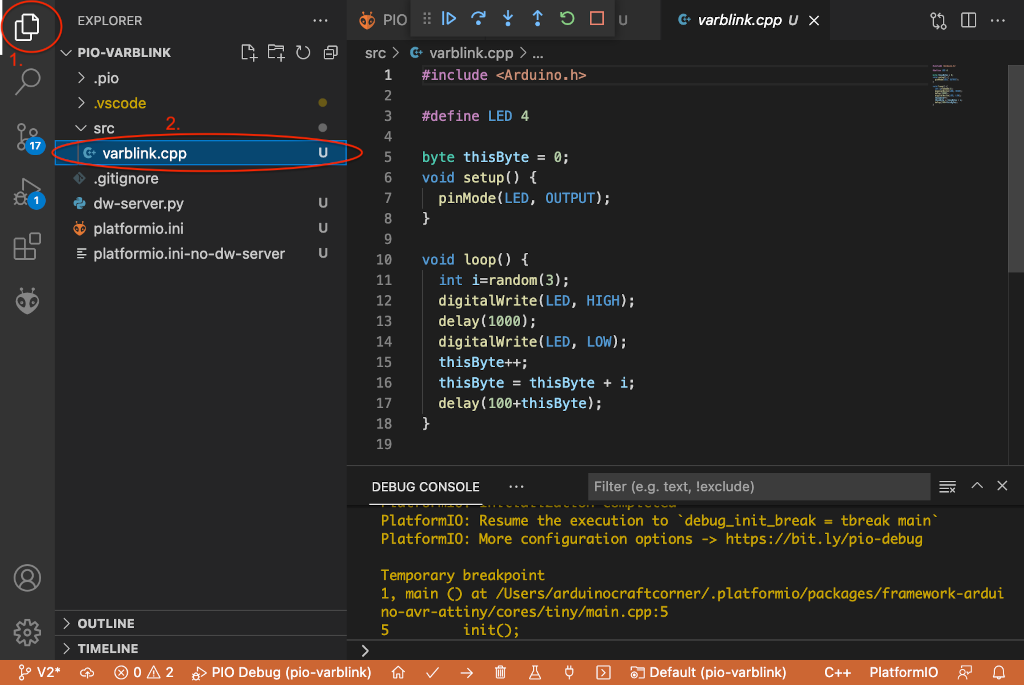 EXPLORER
PIO
U
varblink.cpp U
1.
PIO-VARBLINK
.pio
.vscode
src
2.
varblink.cpp U
.gitignore
dw-server.py U
platformio.ini U
platformio.ini-no-dw-server U
17
1
OUTLINE
TIMELINE
src > varblink.cpp > ...
1 #include <Arduino.h>
2
3 #define LED 4
4
5 byte thisByte = 0;
6 void setup() {
7 pinMode(LED, OUTPUT);
8 }
9
10 void loop() {
11 int i=random(3);
12 digitalWrite(LED, HIGH);
13 delay(1000);
14 digitalWrite(LED, LOW);
15 thisByte++;
16 thisByte = thisByte + i;
17 delay(100+thisByte);
18 }
19
DEBUG CONSOLE
Filter (e.g. text, !exclude)
PlatformIO: Initialization completed
PlatformIO: Resume the execution to `debug_init_break = tbreak main`
PlatformIO: More configuration options -> https://bit.ly/pio-debug
Temporary breakpoint
1, main () at /Users/arduinocraftcorner/.platformio/packages/framework-ardui
no-avr-attiny/cores/tiny/main.cpp:5
5 init();
V2* 0 2 PIO Debug (pio-varblink) Default (pio-varblink) C++ PlatformIO